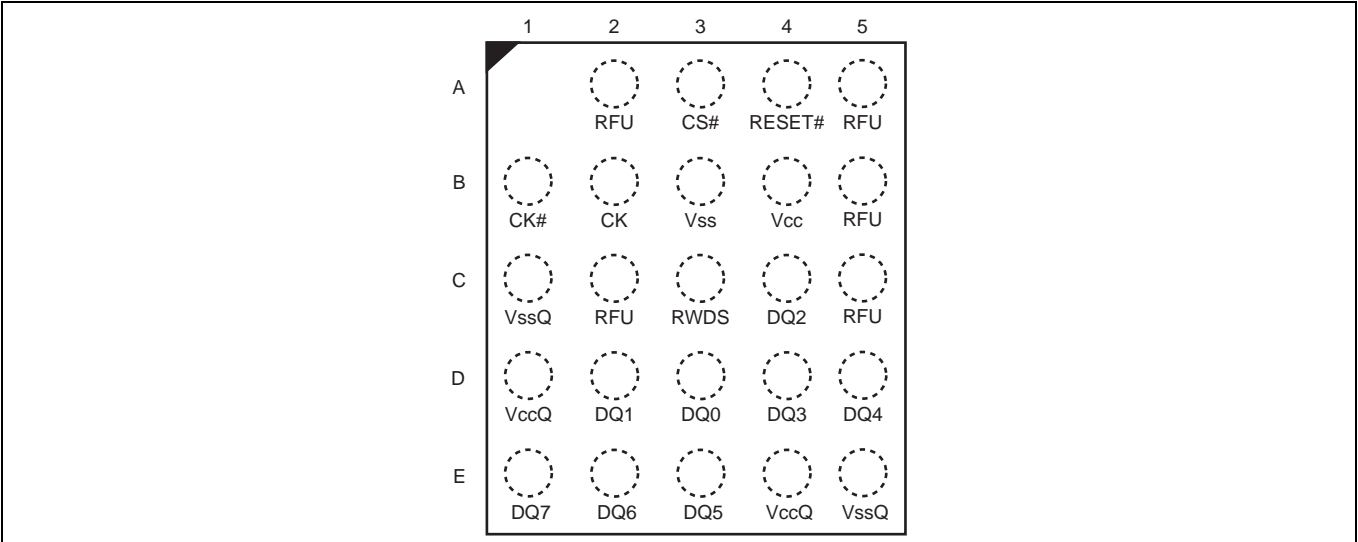 1 2 3 4 5
A
RFU CS# RESET# RFU
B
CK# CK Vss Vcc RFU
C
VssQ RFU RWDS DQ2 RFU
D
VccQ DQ1 DQ0 DQ3 DQ4
E
DQ7 DQ6 DQ5 VccQ VssQ